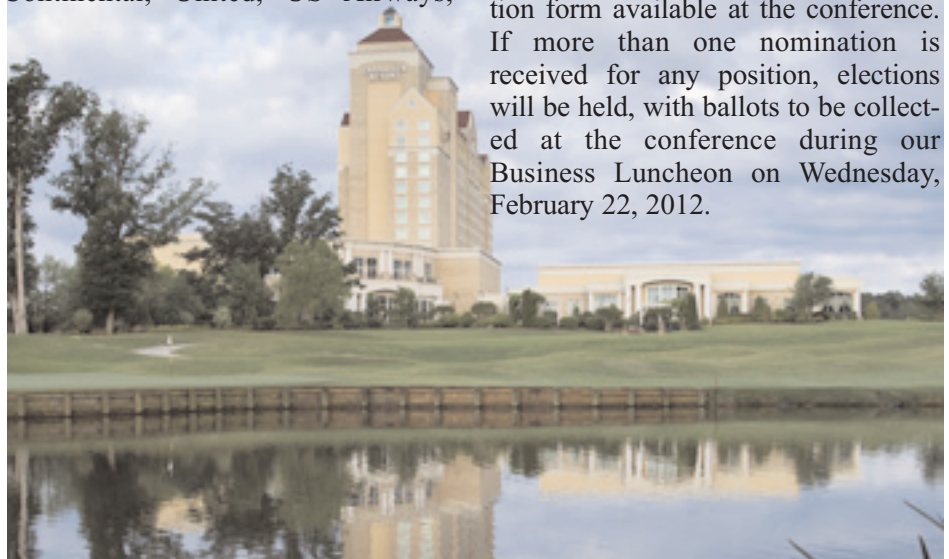 Continental, United, US Airways,
tion form available at the conference.
If more than one nomination is
received for any position, elections
will be held, with ballots to be collect-
ed at the conference during our
Business Luncheon on Wednesday,
February 22, 2012.